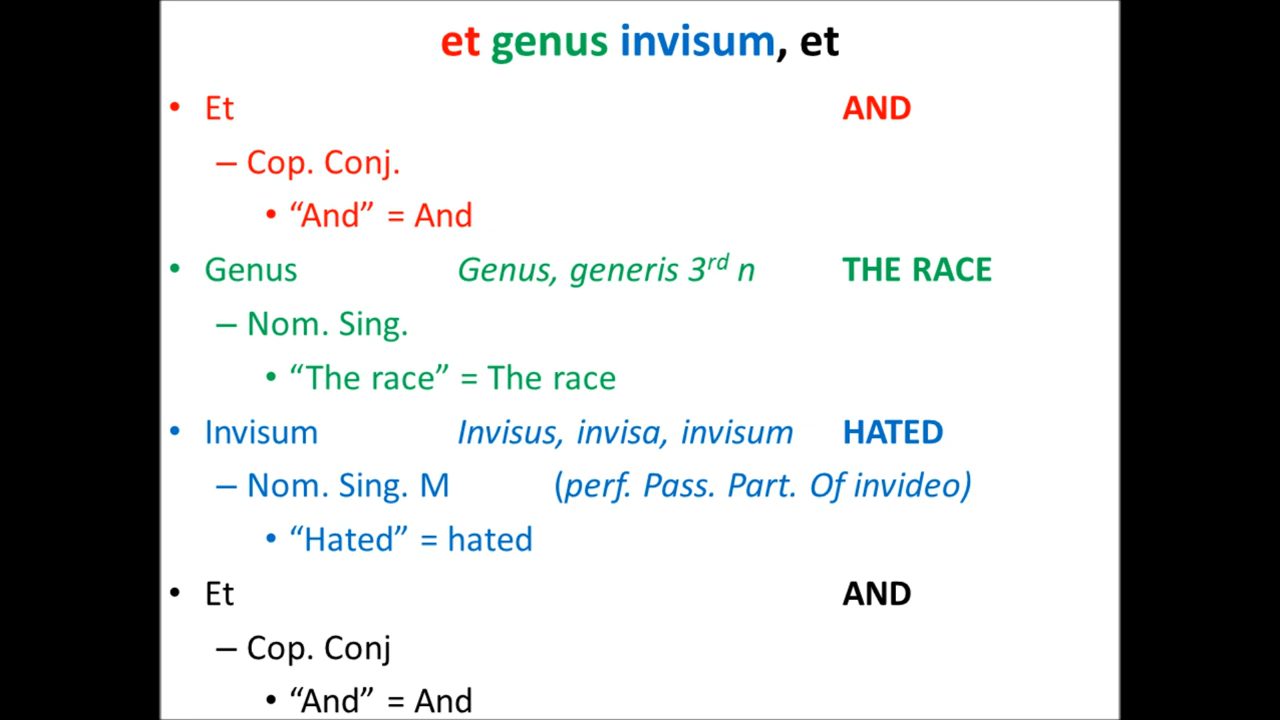 et genus invisum, et
• Et AND
– Cop. Conj.
• “And” = And
• Genus Genus, generis 3rd n THE RACE
– Nom. Sing.
• “The race” = The race
• Invisum Invisus, invisa, invisum HATED
– Nom. Sing. M (perf. Pass. Part. Of invideo)
• “Hated” = hated
• Et AND
– Cop. Conj
• “And” = And